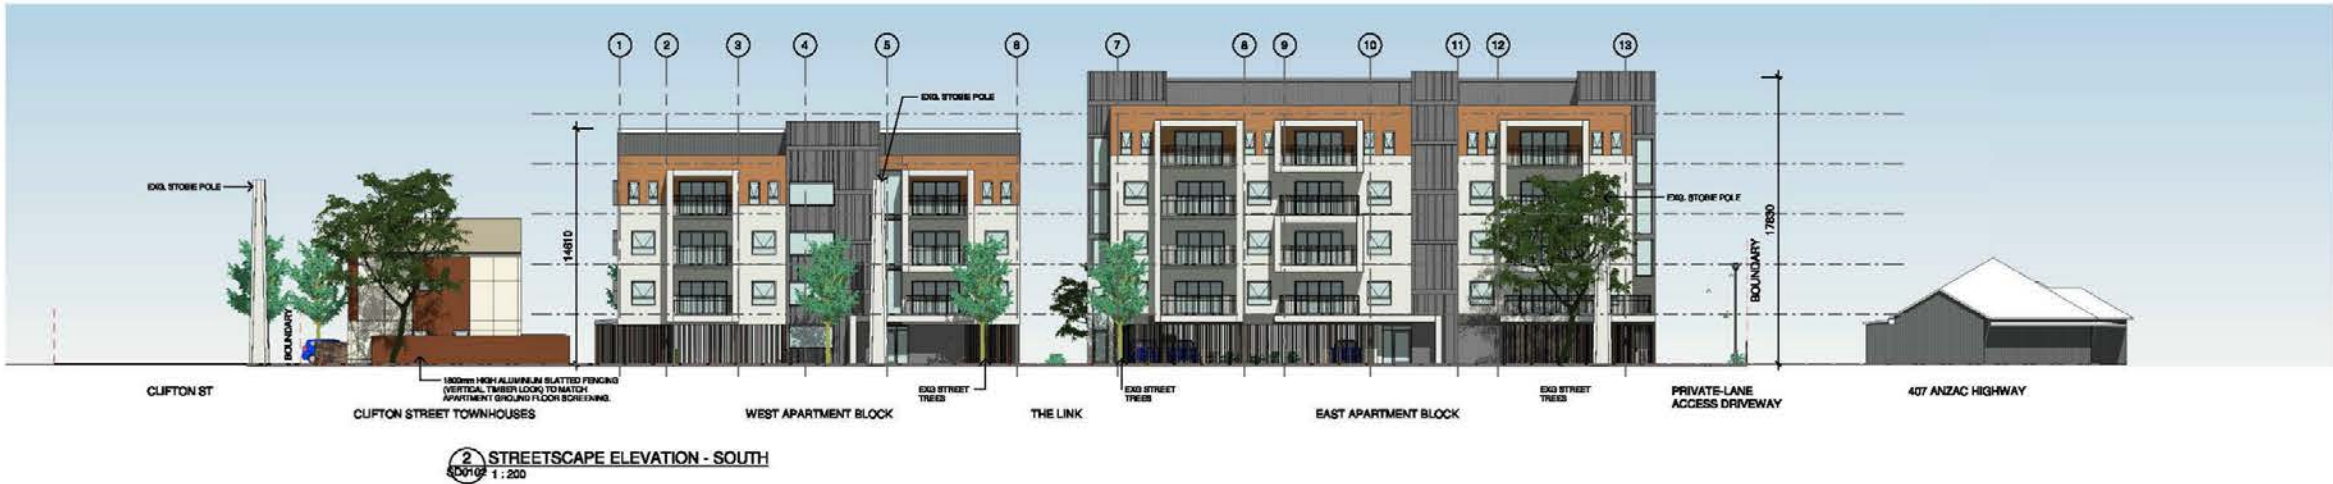 1 2 3 4 5 6 7 8 9 10 11 12 13
EXG. STOBIE POLE
EXG. STOBIE POLE
EXG. STOBIE POLE
14610
17830
BOUNDARY
BOUNDARY
1800mm HIGH ALUMINIUM SLATTED FENCING
(VERTICAL TIMBER LOOK) TO MATCH
APARTMENT GROUND FLOOR SCREENING.
EXG STREET
TREES
EXG STREET
TREES
EXG STREET
TREES
CLIFTON ST
CLIFTON STREET TOWNHOUSES
WEST APARTMENT BLOCK
THE LINK
EAST APARTMENT BLOCK
PRIVATE-LANE
ACCESS DRIVEWAY
407 ANZAC HIGHWAY
2 STREETSCAPE ELEVATION - SOUTH
SD0102 1 : 200